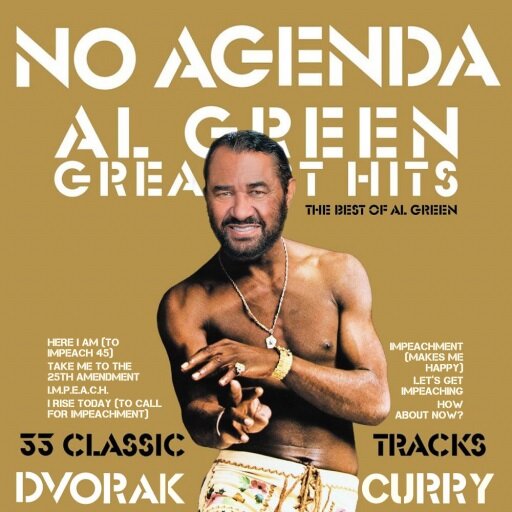 NO AGENDA
AL GREEN
GREAT HITS
THE BEST OF AL GREEN
HERE I AM (TO
IMPEACH 45)
TAKE ME TO THE
25TH AMENDMENT
I.M.P.E.A.C.H.
I RISE TODAY (TO CALL
FOR IMPEACHMENT)
IMPEACHMENT
(MAKES ME
HAPPY)
LET'S GET
IMPEACHING
HOW
ABOUT NOW?
33 CLASSIC TRACKS
DVORAK CURRY